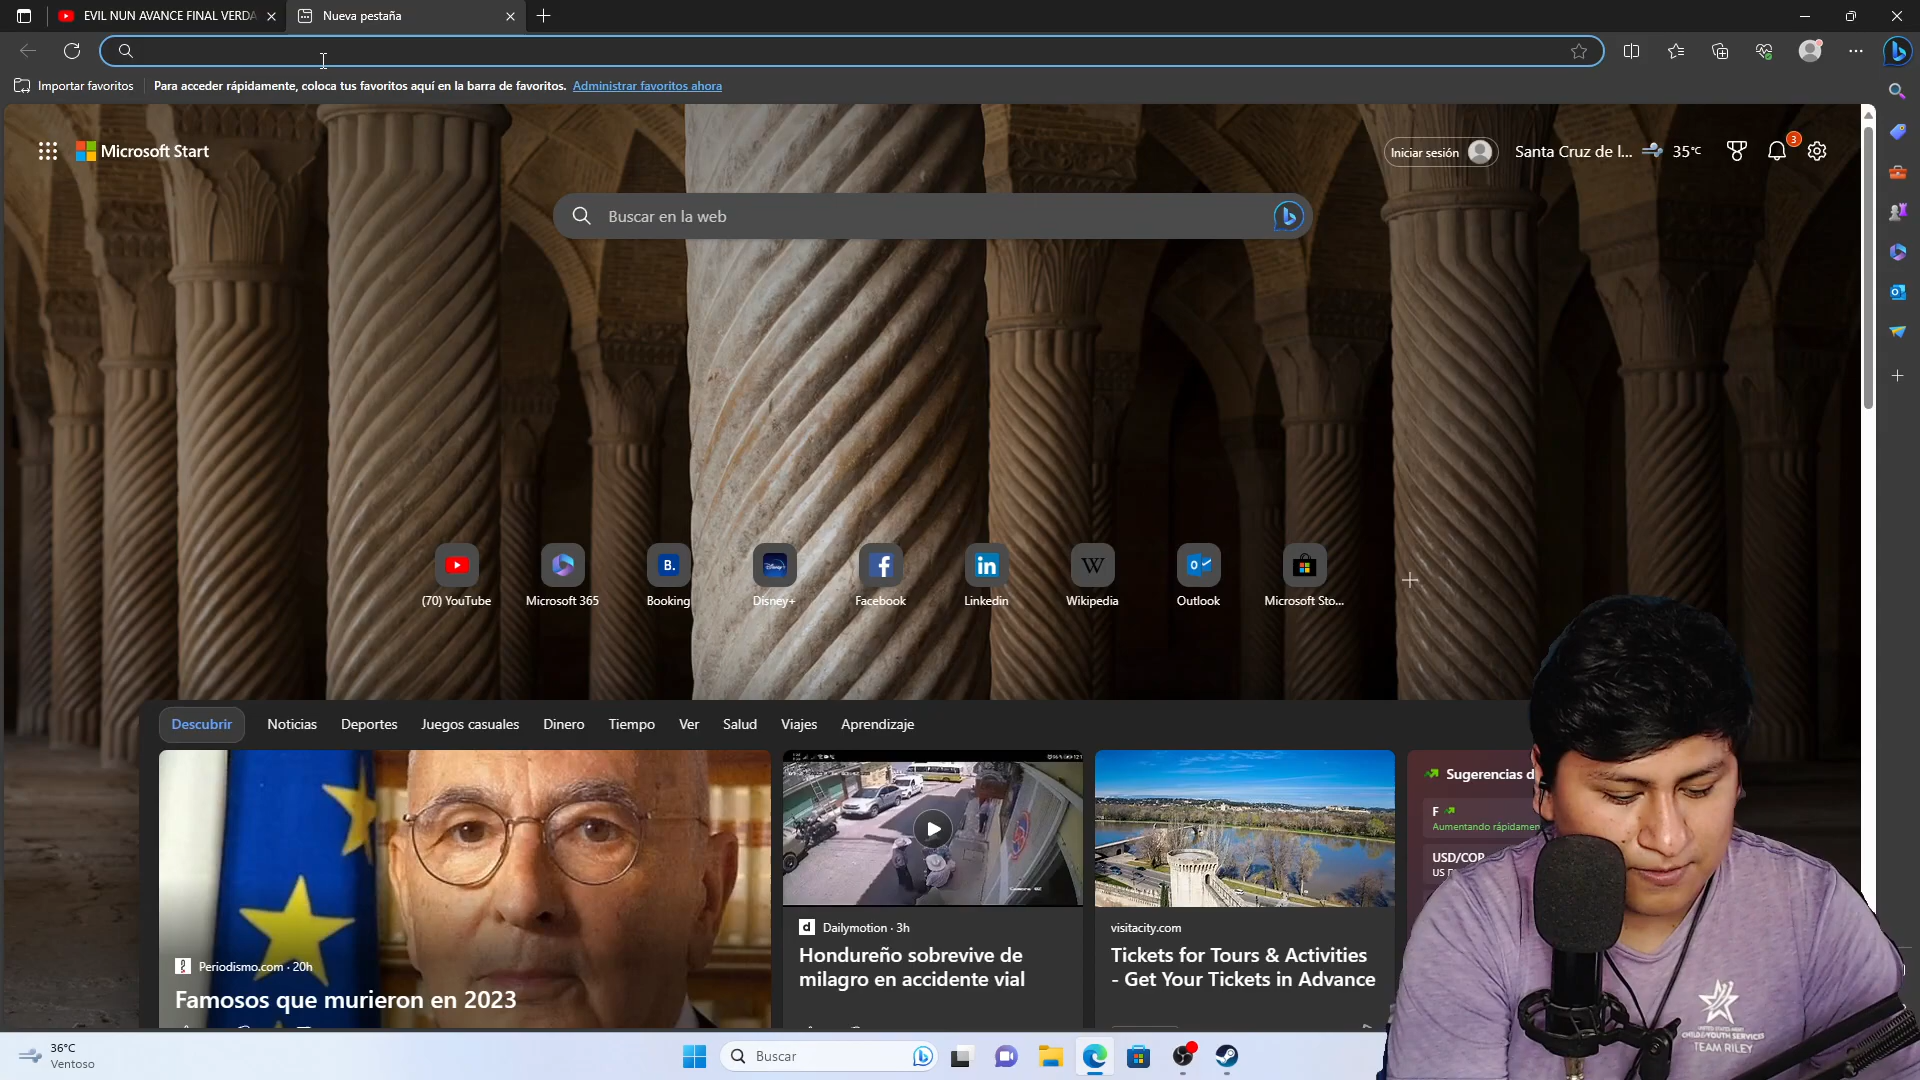 EVIL NUN AVANCE FINAL VERDA
Nueva pestaña
Importar favoritos
Para acceder rápidamente, coloca tus favoritos aquí en la barra de favoritos. Administrar favoritos ahora
Microsoft Start
Iniciar sesión
Santa Cruz de l...
35°C
3
Buscar en la web
(70) YouTube
Microsoft 365
B.
Booking
Disney+
Facebook
in
LinkedIn
W
Wikipedia
Outlook
Microsoft Sto...
Descubrir
Noticias
Deportes
Juegos casuales
Dinero
Tiempo
Ver
Salud
Viajes
Aprendizaje
Periodismo.com · 20h
Famosos que murieron en 2023
Dailymotion · 3h
Hondureño sobrevive de
milagro en accidente vial
visitacity.com
Tickets for Tours & Activities
- Get Your Tickets in Advance
Sugerencias d
F
Aumentando rápidamen
USD/COP
US
TEAM RILEY
36°C
Ventoso
Buscar